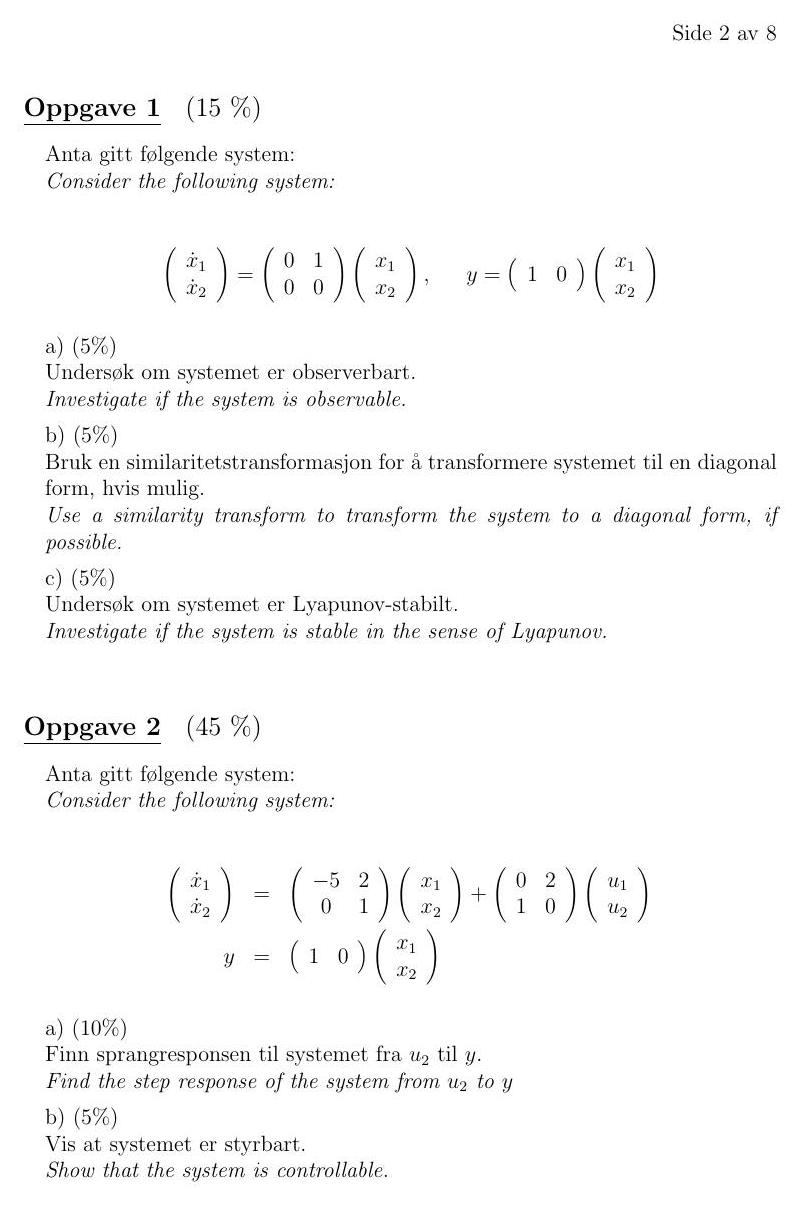 Side 2 av 8
Oppgave 1 (15 %)
Anta gitt følgende system:
Consider the following system:
( ẋ₁ ẋ₂ ) = ( 0 1 0 0 ) ( x₁ x₂ ) , y = ( 1 0 ) ( x₁ x₂ )
a) (5%)
Undersøk om systemet er observerbart.
Investigate if the system is observable.
b) (5%)
Bruk en similaritetstransformasjon for å transformere systemet til en diagonal
form, hvis mulig.
Use a similarity transform to transform the system to a diagonal form, if
possible.
c) (5%)
Undersøk om systemet er Lyapunov-stabilt.
Investigate if the system is stable in the sense of Lyapunov.
Oppgave 2 (45 %)
Anta gitt følgende system:
Consider the following system:
( ẋ₁ ẋ₂ ) = ( −5 2 0 1 ) ( x₁ x₂ ) + ( 0 2 1 0 ) ( u₁ u₂ )
y = ( 1 0 ) ( x₁ x₂ )
a) (10%)
Finn sprangresponsen til systemet fra u₂ til y.
Find the step response of the system from u₂ to y
b) (5%)
Vis at systemet er styrbart.
Show that the system is controllable.